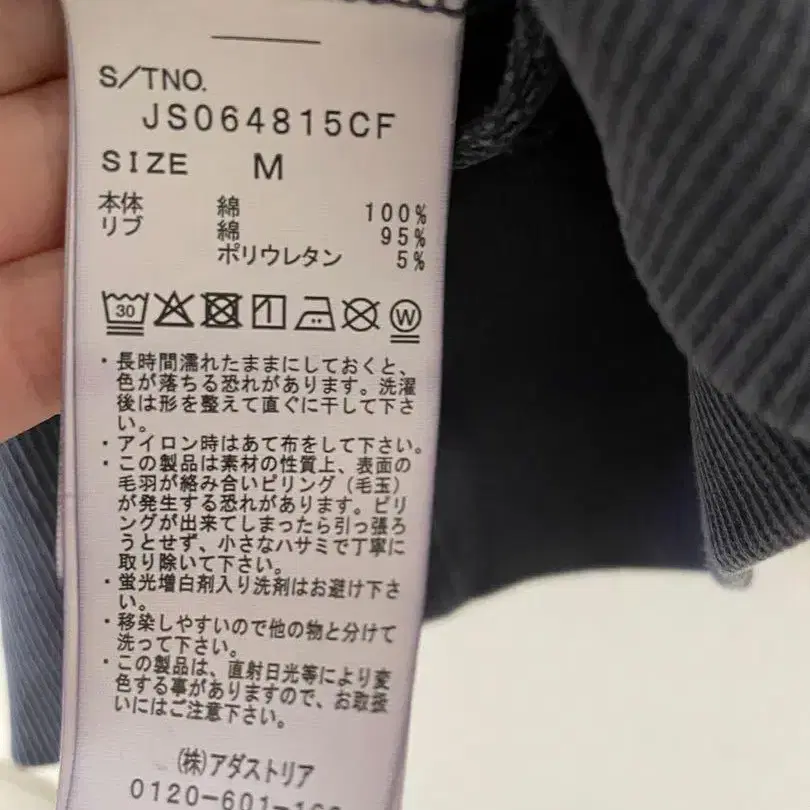 S/TNO.
JS064815CF
SIZE M
本体 綿 100%
リブ 綿 95%
ポリウレタン 5%
30 W
・長時間濡れたままにしておくと、
色が落ちる恐れがあります。洗濯
後は形を整えて直ぐに干して下さ
い。
・アイロン時はあて布をして下さい。
・この製品は素材の性質上、表面の
毛羽が絡み合いピリング(毛玉)
が発生する恐れがあります。ピリ
ングが出来てしまったら引っ張ろ
うとせず、小さなハサミで丁寧に
取り除いて下さい。
・蛍光増白剤入り洗剤はお避け下さ
い。
・移染しやすいので他の物と分けて
洗って下さい。
・この製品は、直射日光等により変
色する事がありますので、お取扱
いにはご注意下さい。
(株)アダストリア
0120-601-